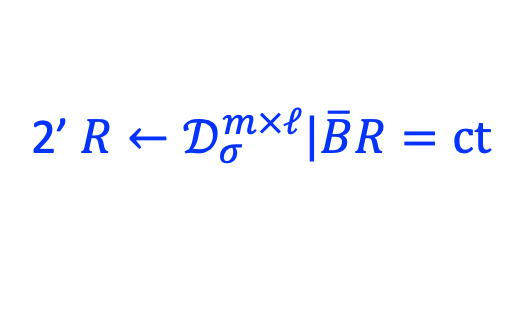 2′ R ← 𝒟_σ^{m×ℓ}|B̄R = ct